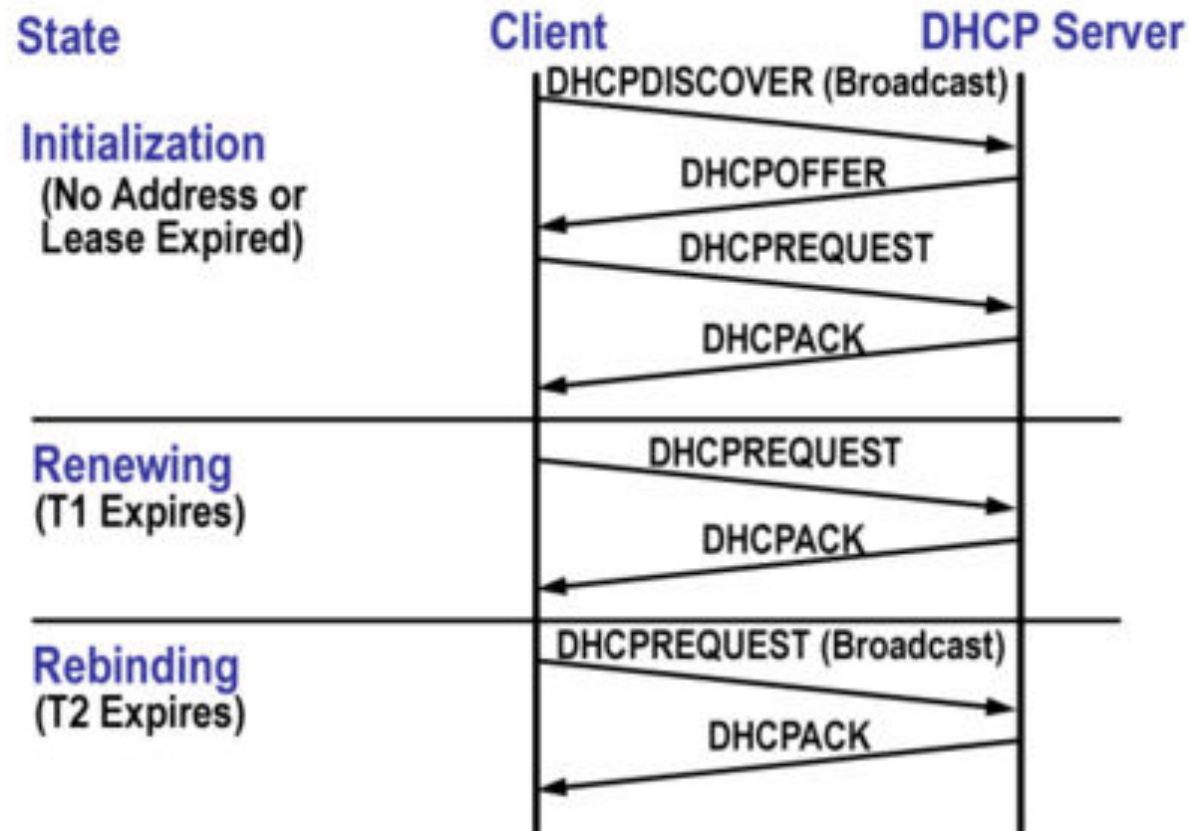 State
Client
DHCP Server
DHCPDISCOVER (Broadcast)
Initialization
(No Address or
Lease Expired)
DHCPOFFER
DHCPREQUEST
DHCPACK
Renewing
(T1 Expires)
DHCPREQUEST
DHCPACK
Rebinding
(T2 Expires)
DHCPREQUEST (Broadcast)
DHCPACK